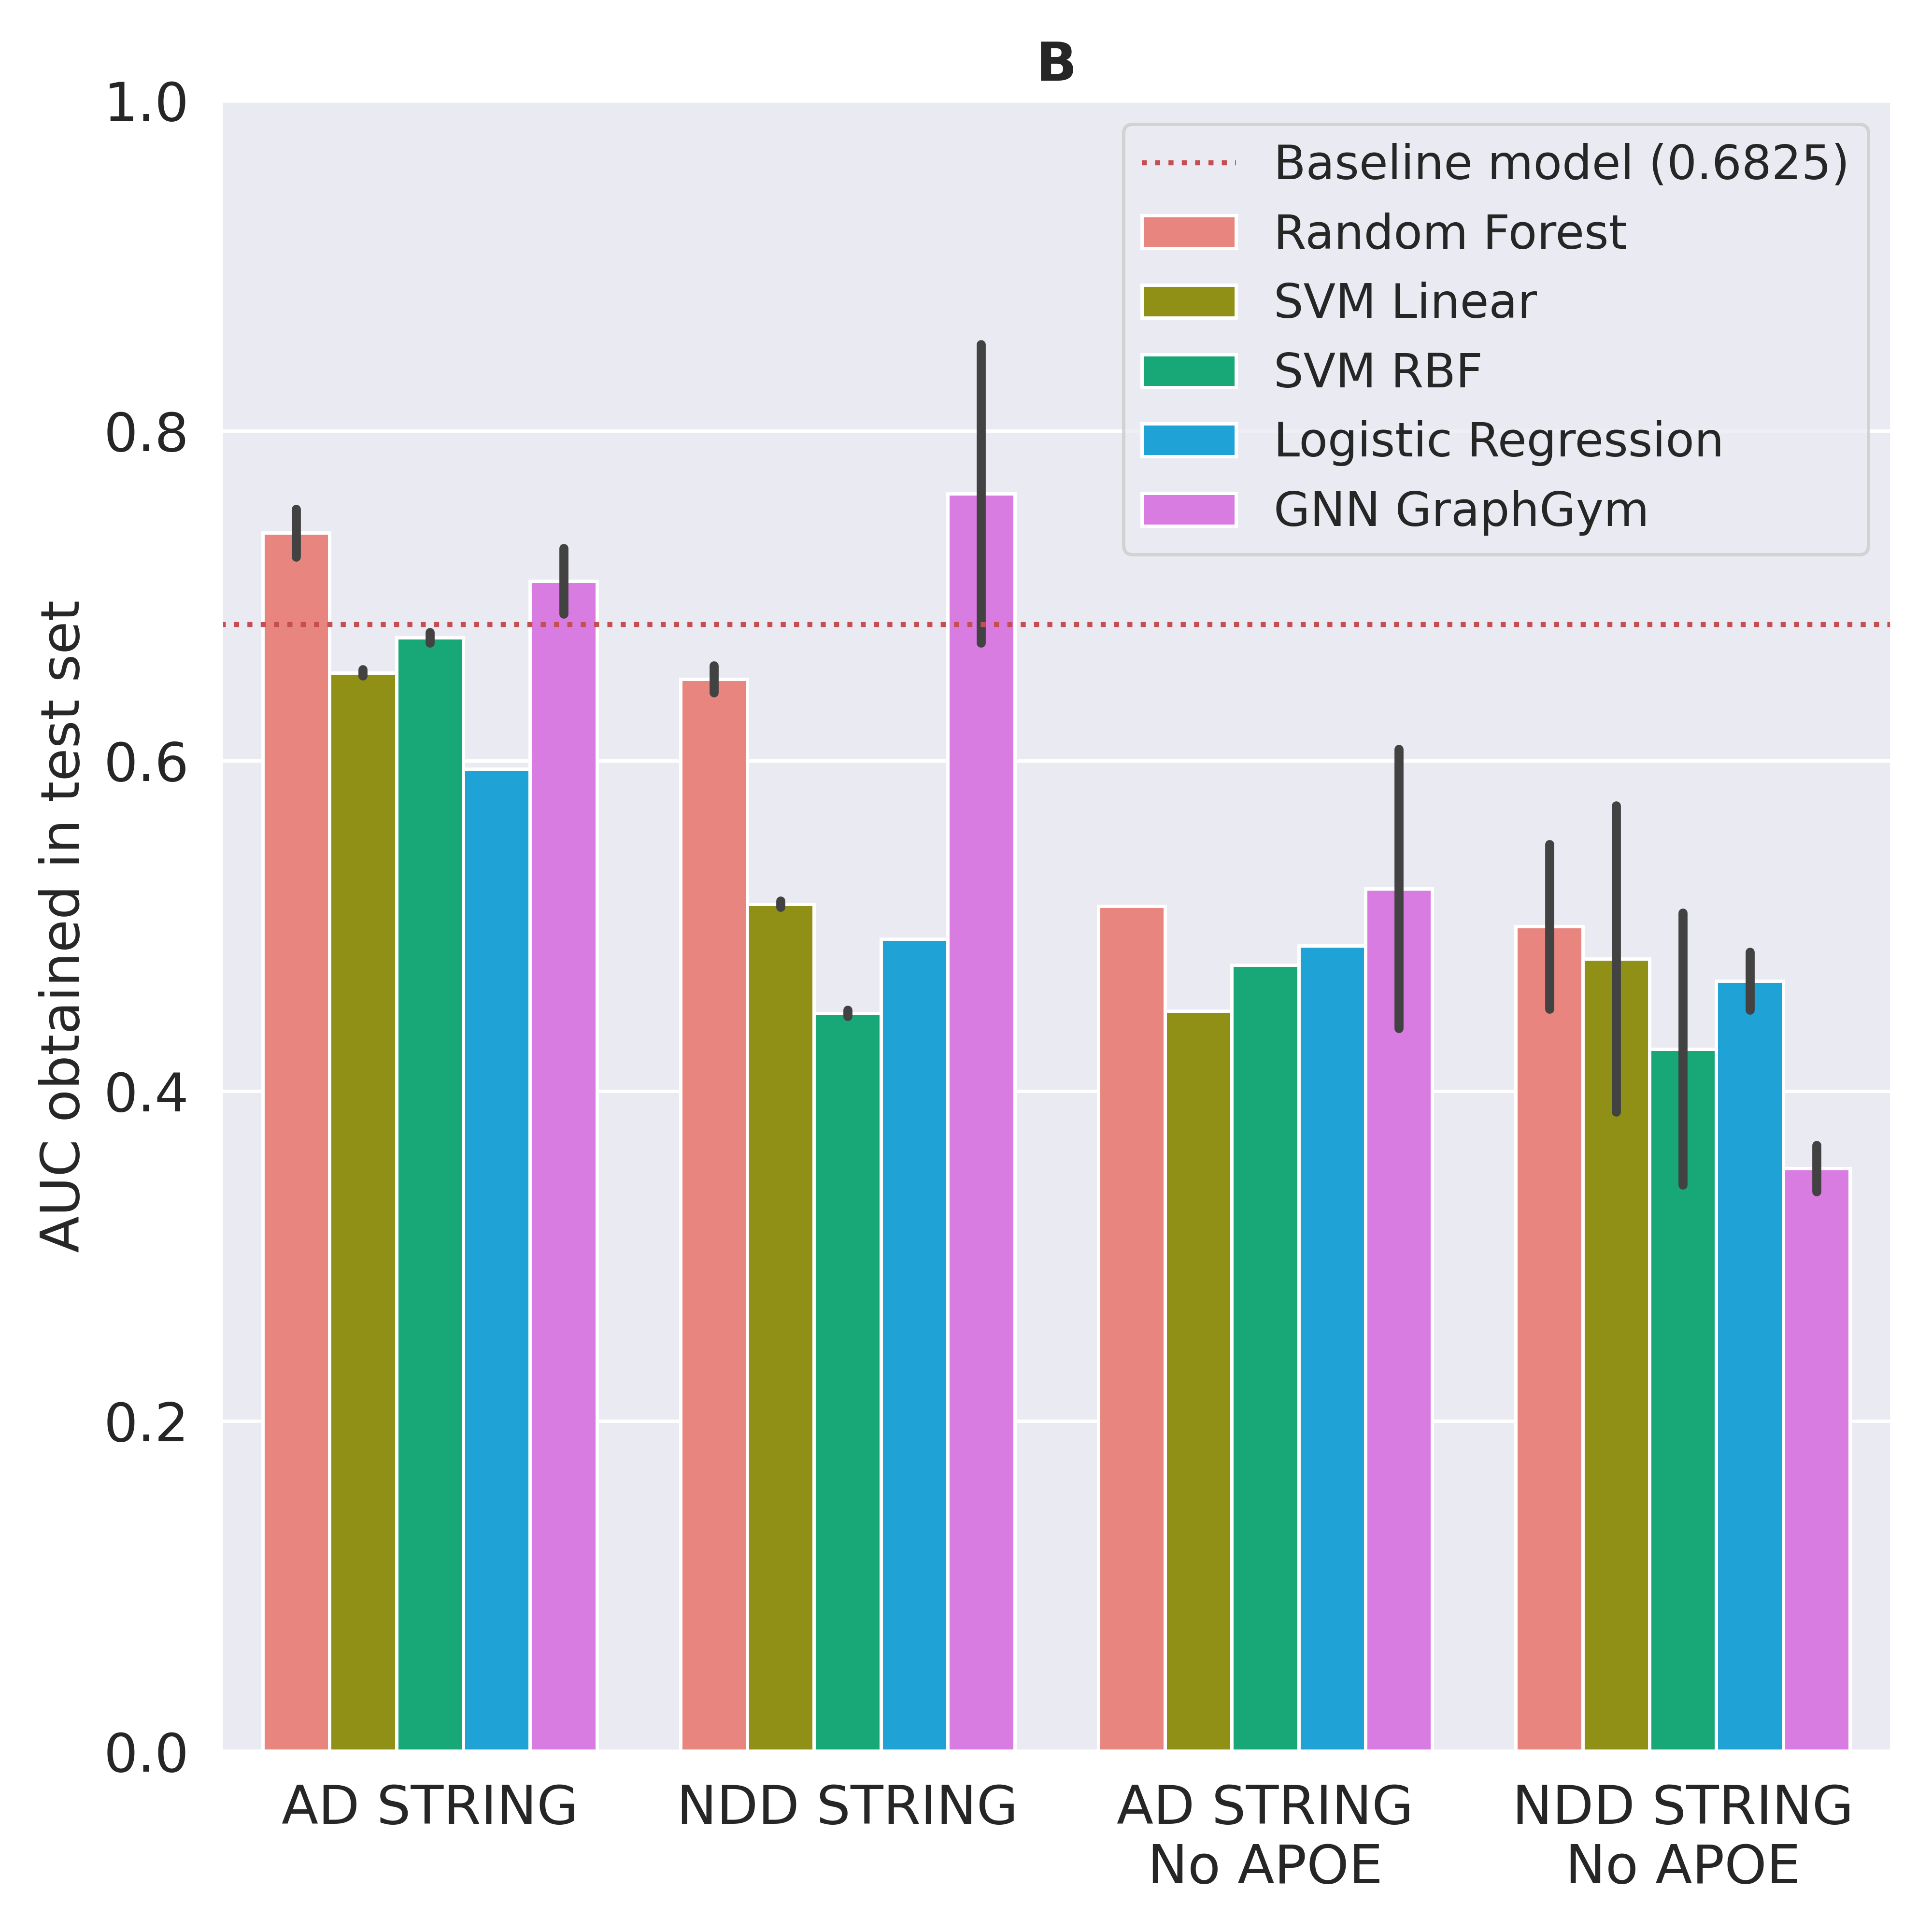 B
1.0
0.8
0.6
0.4
0.2
0.0
AUC obtained in test set
Baseline model (0.6825)
Random Forest
SVM Linear
SVM RBF
Logistic Regression
GNN GraphGym
AD STRING
NDD STRING
AD STRING
No APOE
NDD STRING
No APOE